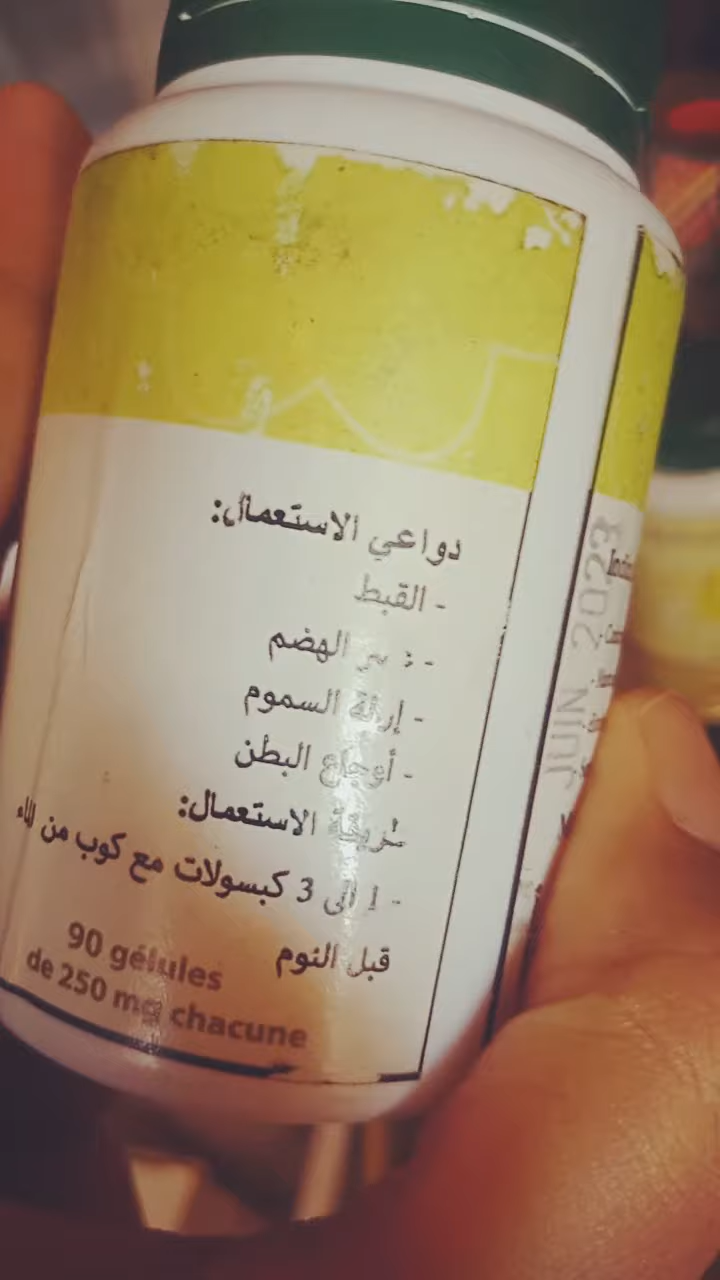 دواعي الاستعمال:
- القبط
- الهضم
- إزالة السموم
- أوجاع البطن
طريقة الاستعمال:
- 1 الى 3 كبسولات مع كوب من الماء
قبل النوم
90 gélules
de 250 mg chacune
JUIN 2023